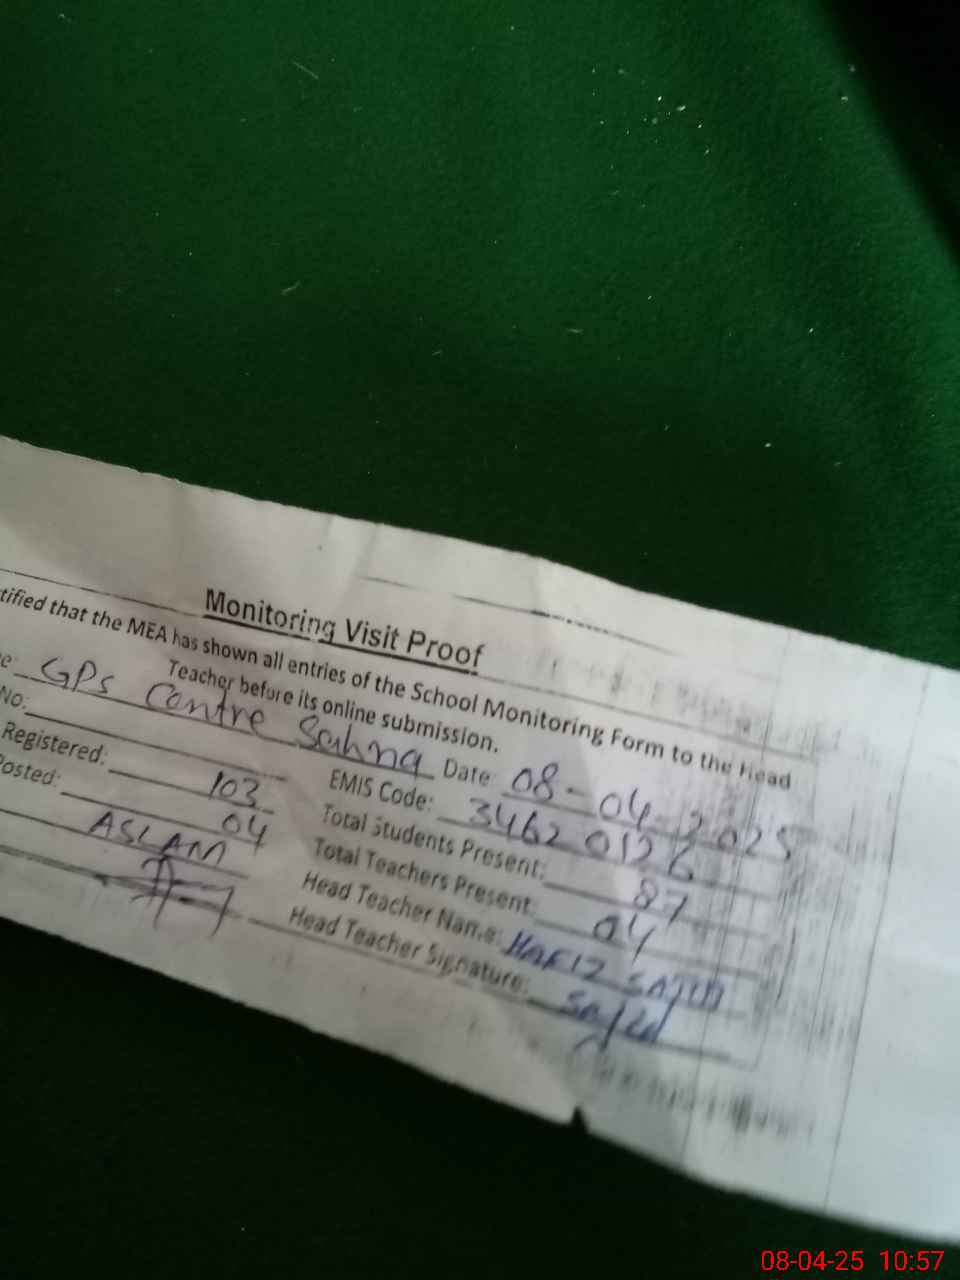 Monitoring Visit Proof
tified that the MEA has shown all entries of the School Monitoring Form to the Head
Teacher before its online submission.
e: GPS Centre Sahna Date: 08-04-2025
No: EMIS Code: 34620126
Registered: 103 Total Students Present: 87
Posted: 04 Total Teachers Present: 04
ASLAM Head Teacher Name: HAFIZ SAJID
Head Teacher Signature: Sajid
08-04-25 10:57